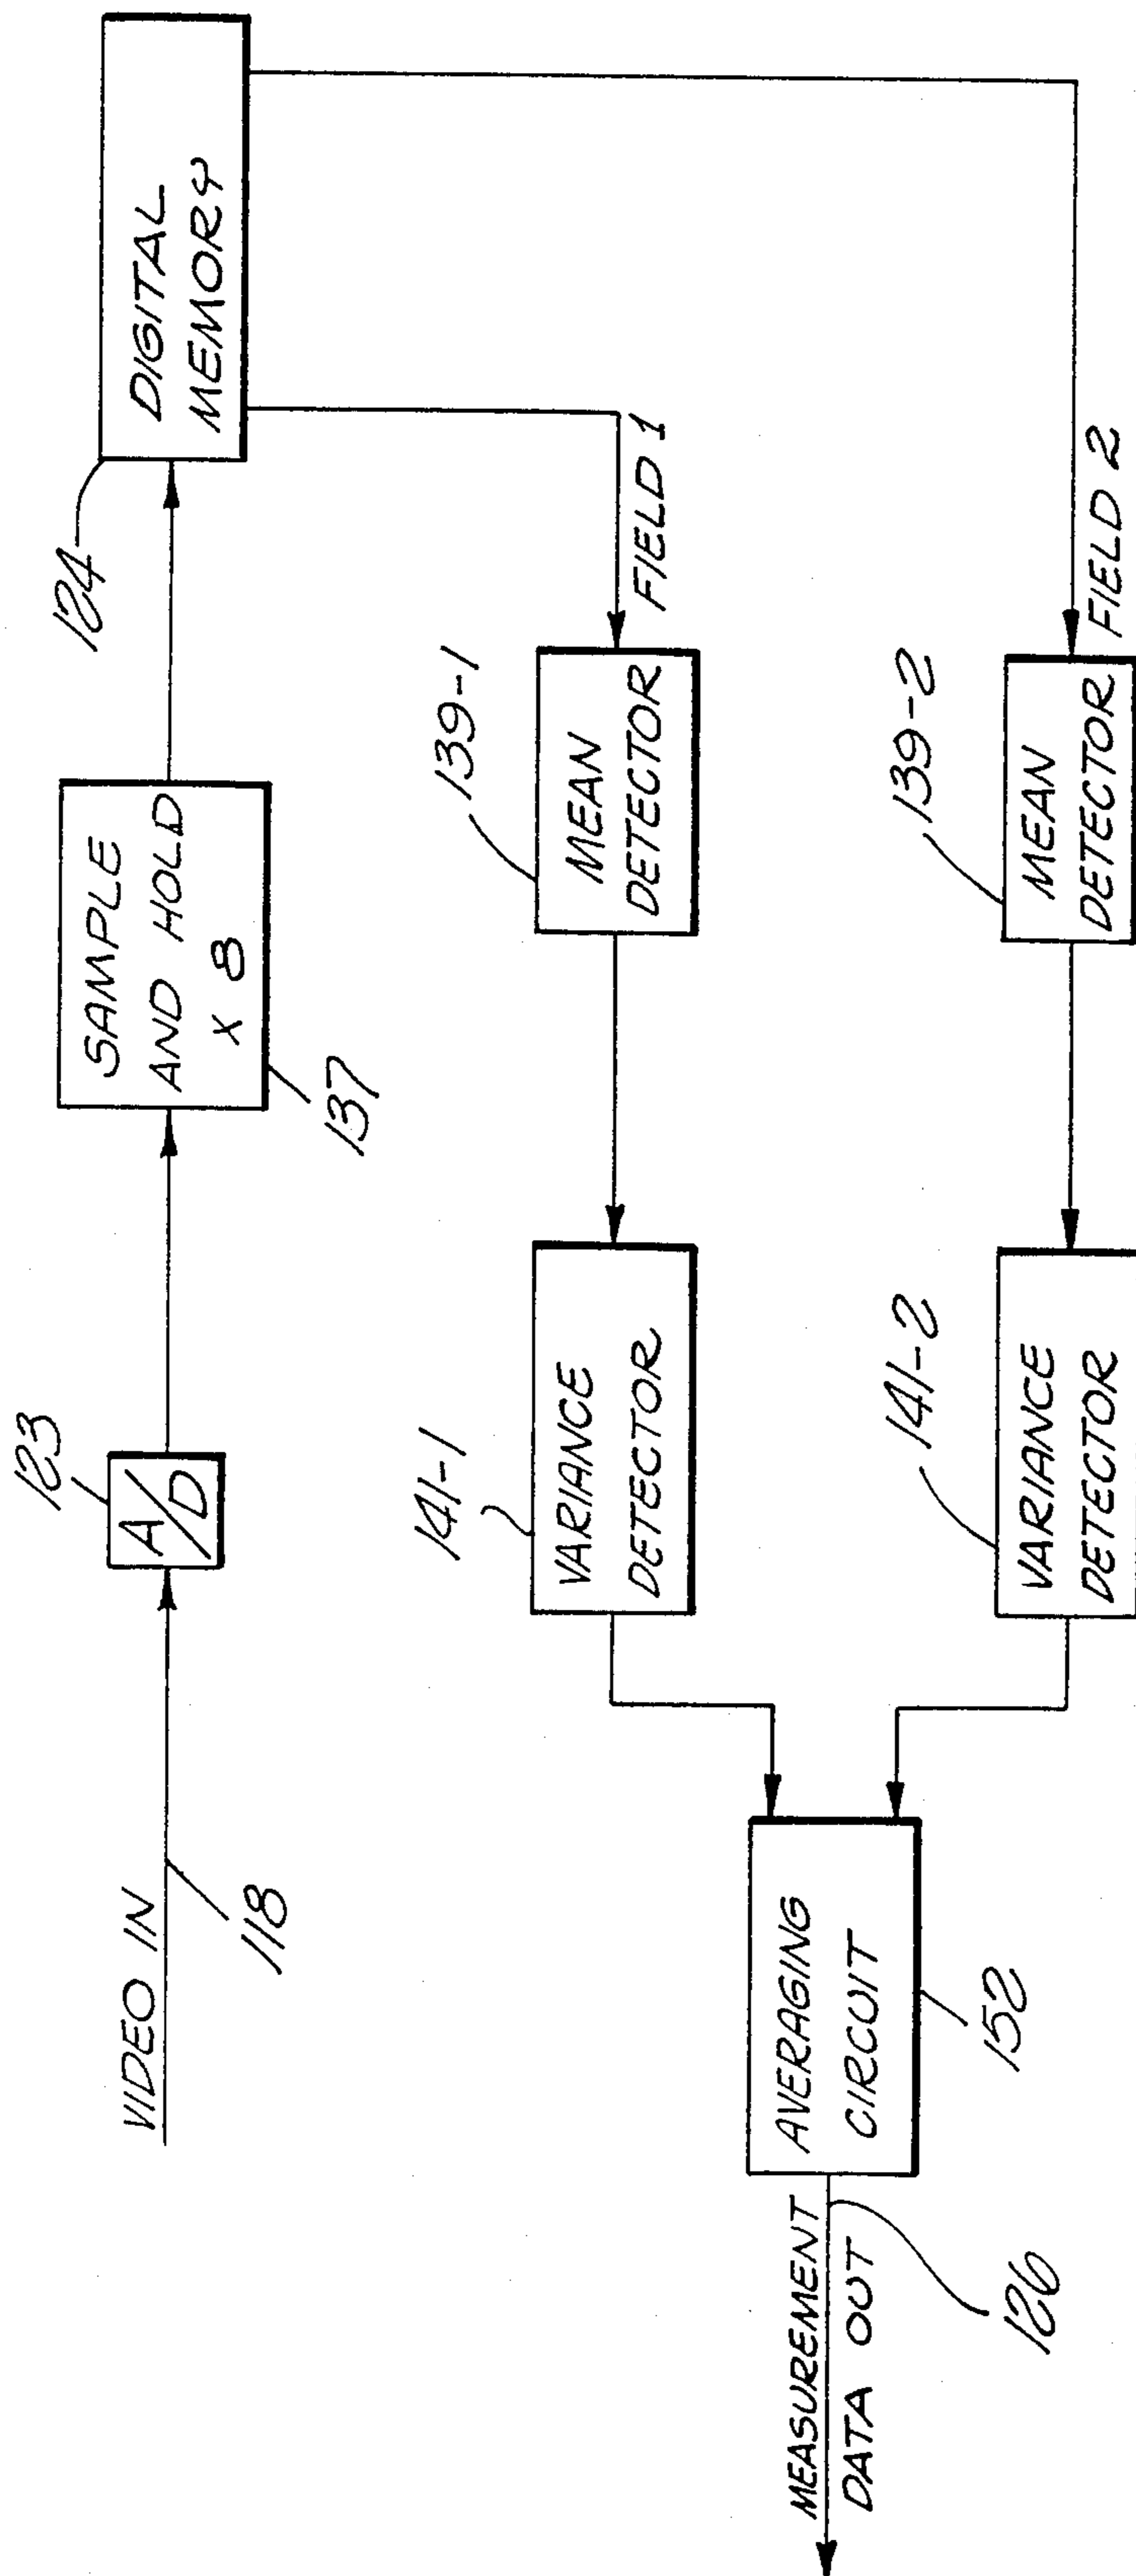 VIDEO IN
118
123
A/D
SAMPLE
AND HOLD
x 8
137
124
DIGITAL
MEMORY
FIELD 1
139-1
MEAN
DETECTOR
141-1
VARIANCE
DETECTOR
FIELD 2
139-2
MEAN
DETECTOR
141-2
VARIANCE
DETECTOR
AVERAGING
CIRCUIT
152
MEASUREMENT
DATA OUT
126